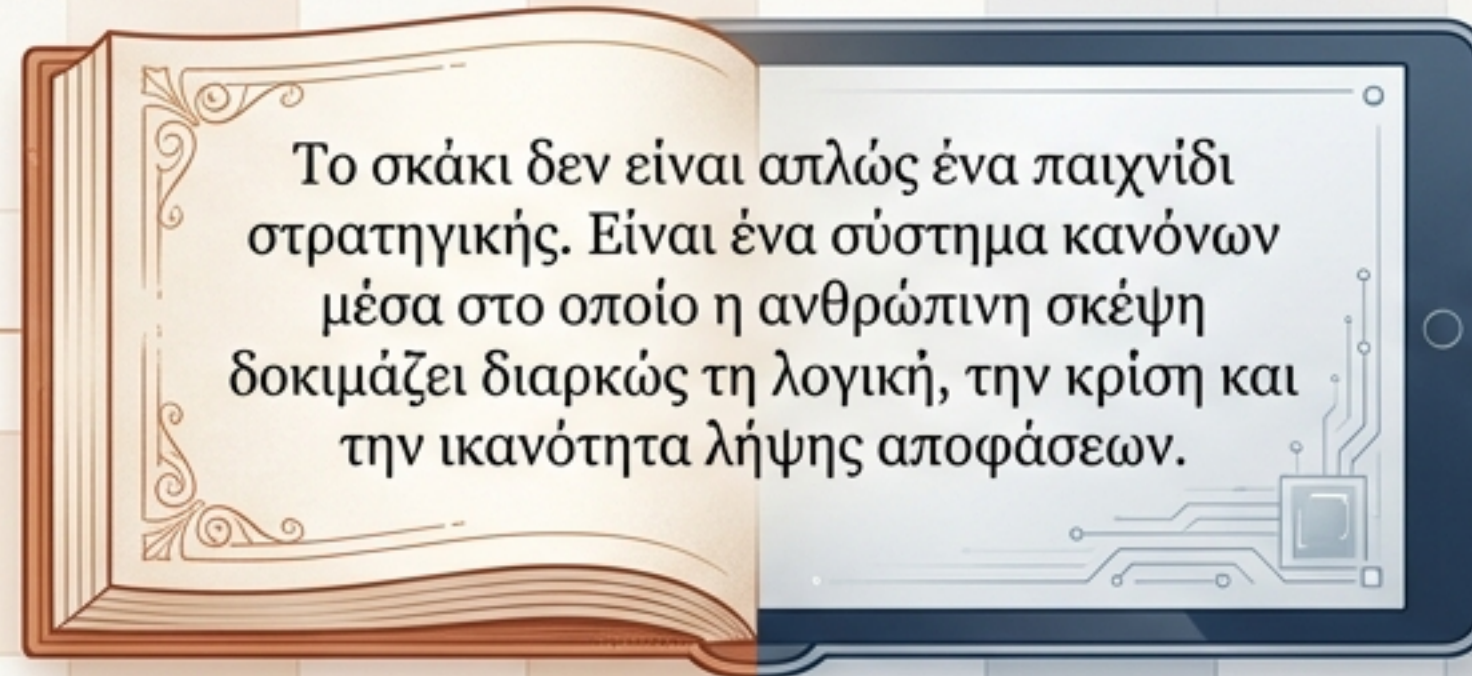 Το σκάκι δεν είναι απλώς ένα παιχνίδι
στρατηγικής. Είναι ένα σύστημα κανόνων
μέσα στο οποίο η ανθρώπινη σκέψη
δοκιμάζει διαρκώς τη λογική, την κρίση και
την ικανότητα λήψης αποφάσεων.